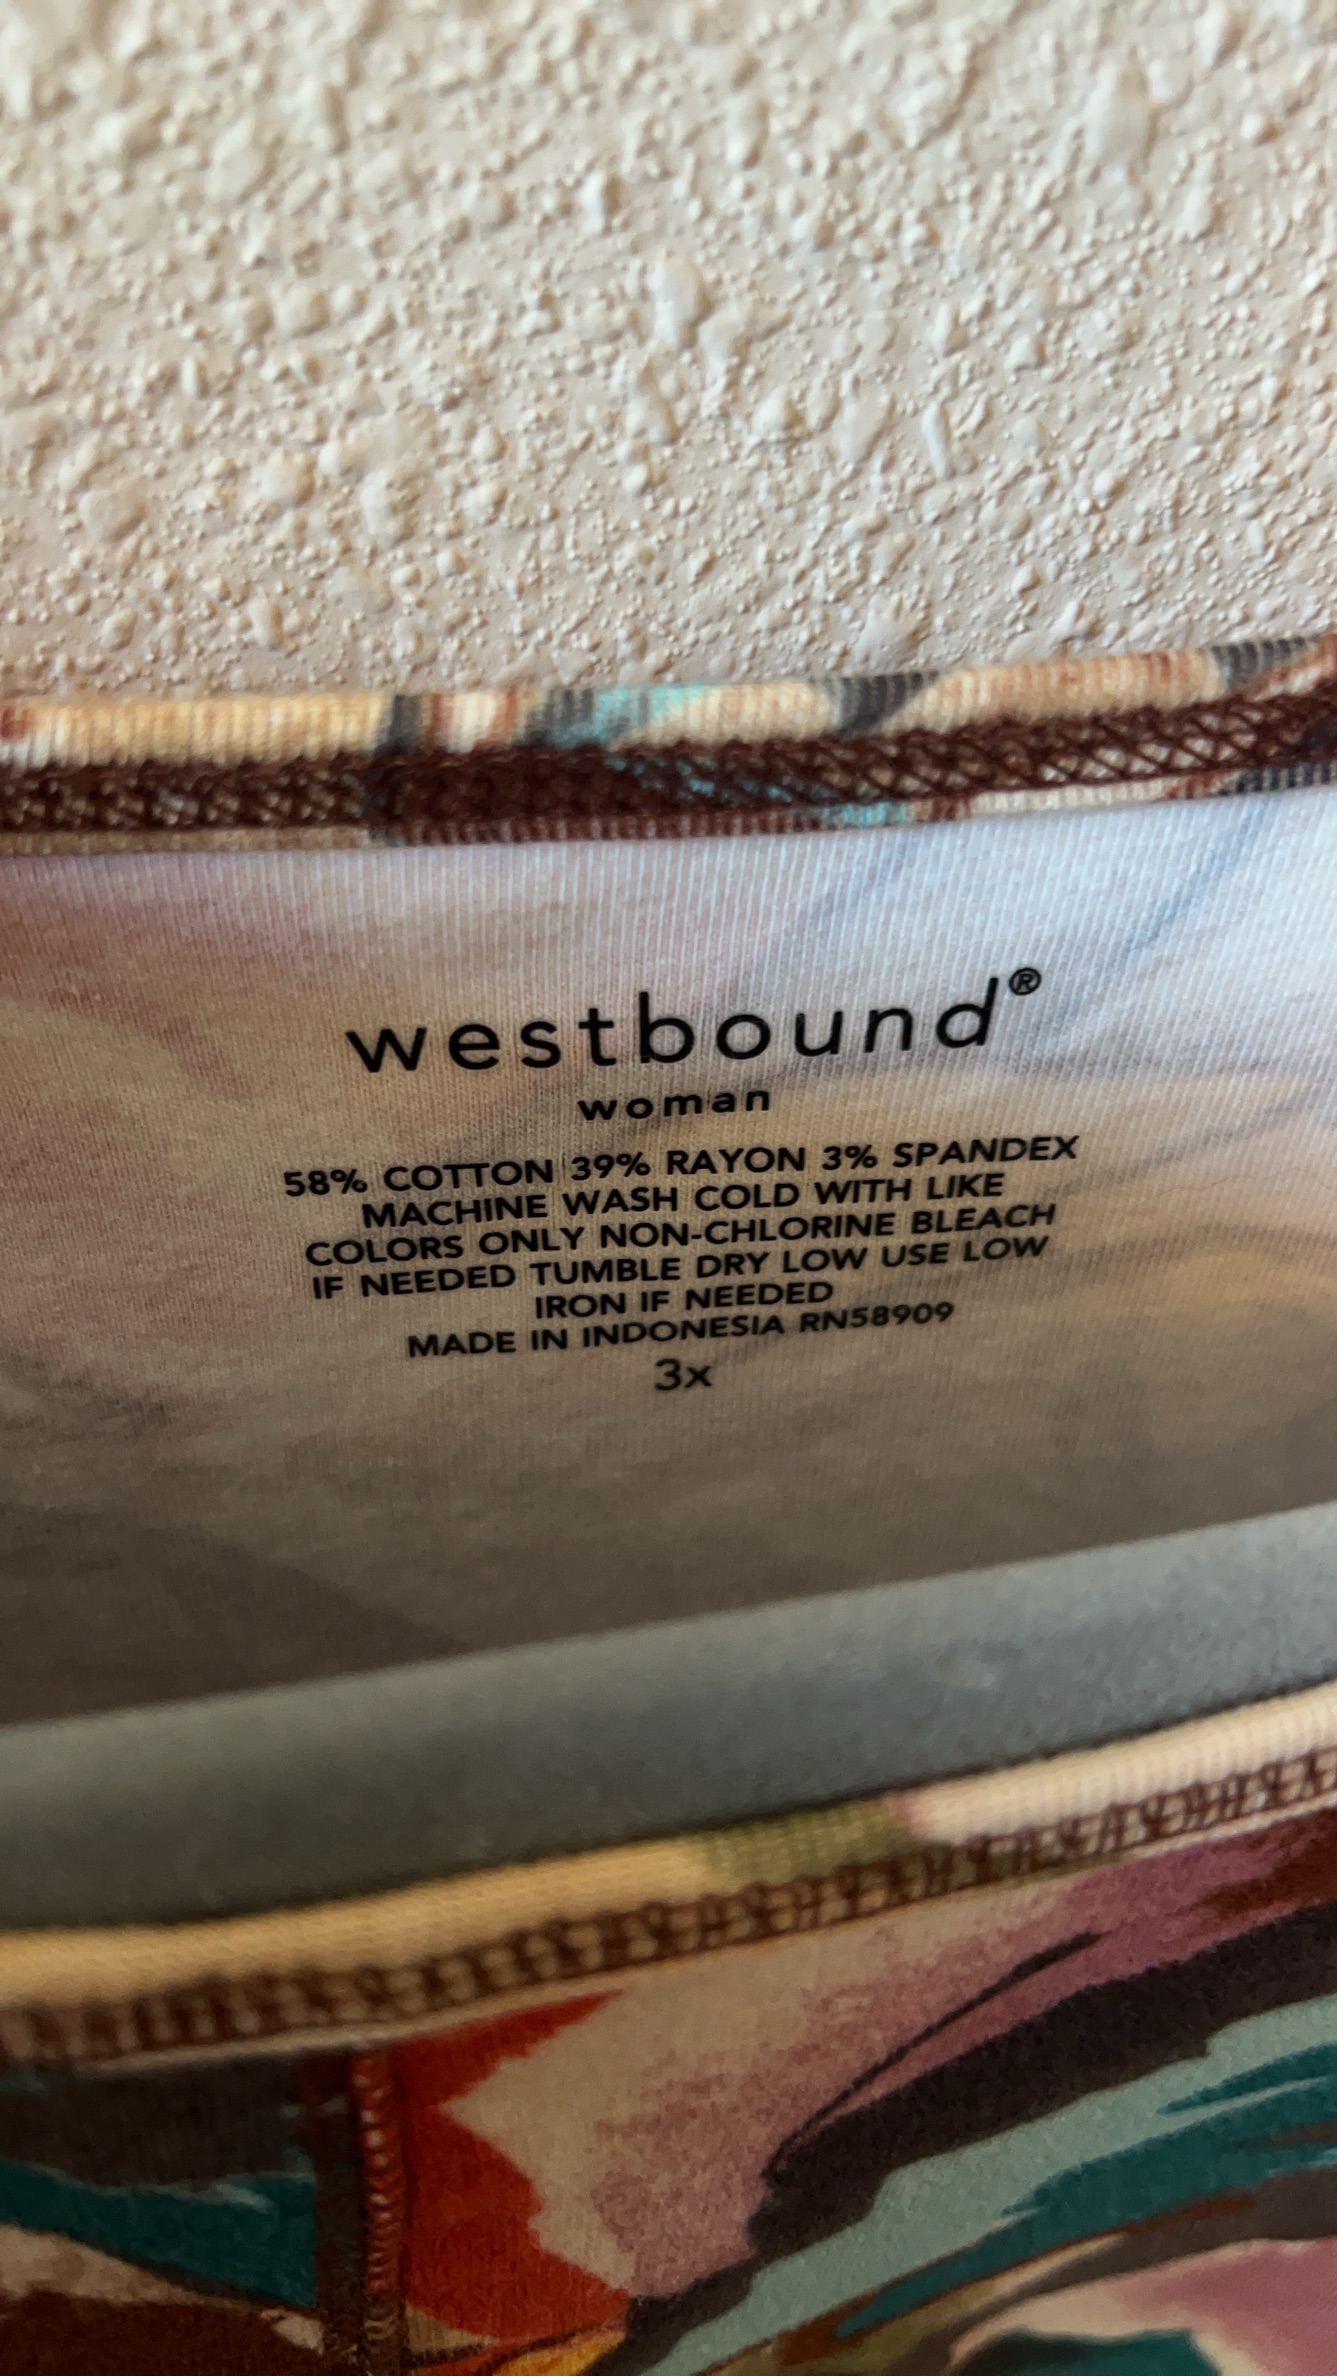 westbound®
woman
58% COTTON 39% RAYON 3% SPANDEX
MACHINE WASH COLD WITH LIKE
COLORS ONLY NON-CHLORINE BLEACH
IF NEEDED TUMBLE DRY LOW USE LOW
IRON IF NEEDED
MADE IN INDONESIA RN58909
3x